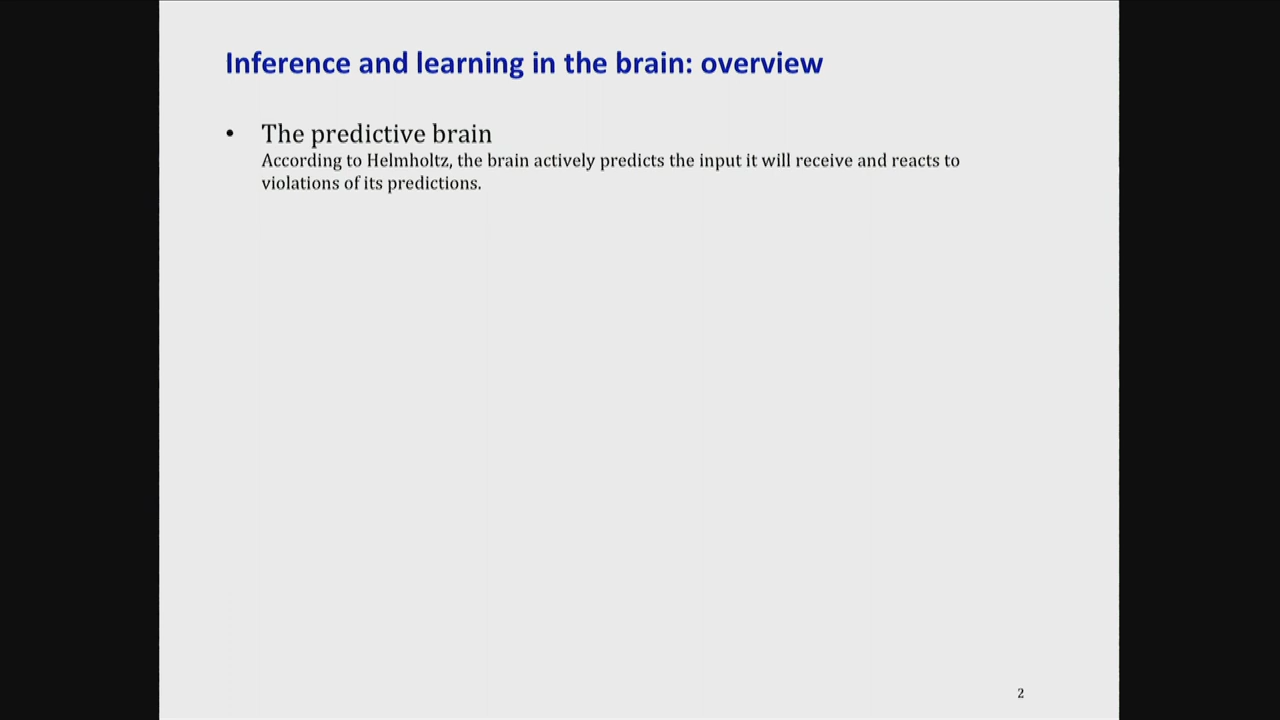 Inference and learning in the brain: overview
• The predictive brain
According to Helmholtz, the brain actively predicts the input it will receive and reacts to
violations of its predictions.
2